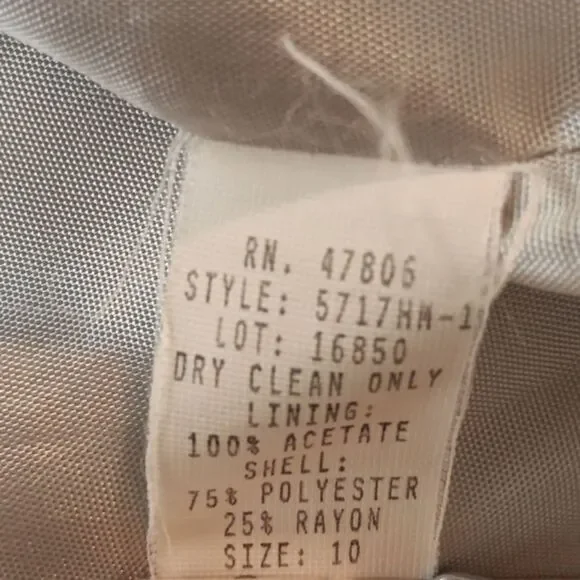 RN. 47806
STYLE: 5717HM-1
LOT: 16850
DRY CLEAN ONLY
LINING:
100% ACETATE
SHELL:
75% POLYESTER
25% RAYON
SIZE: 10